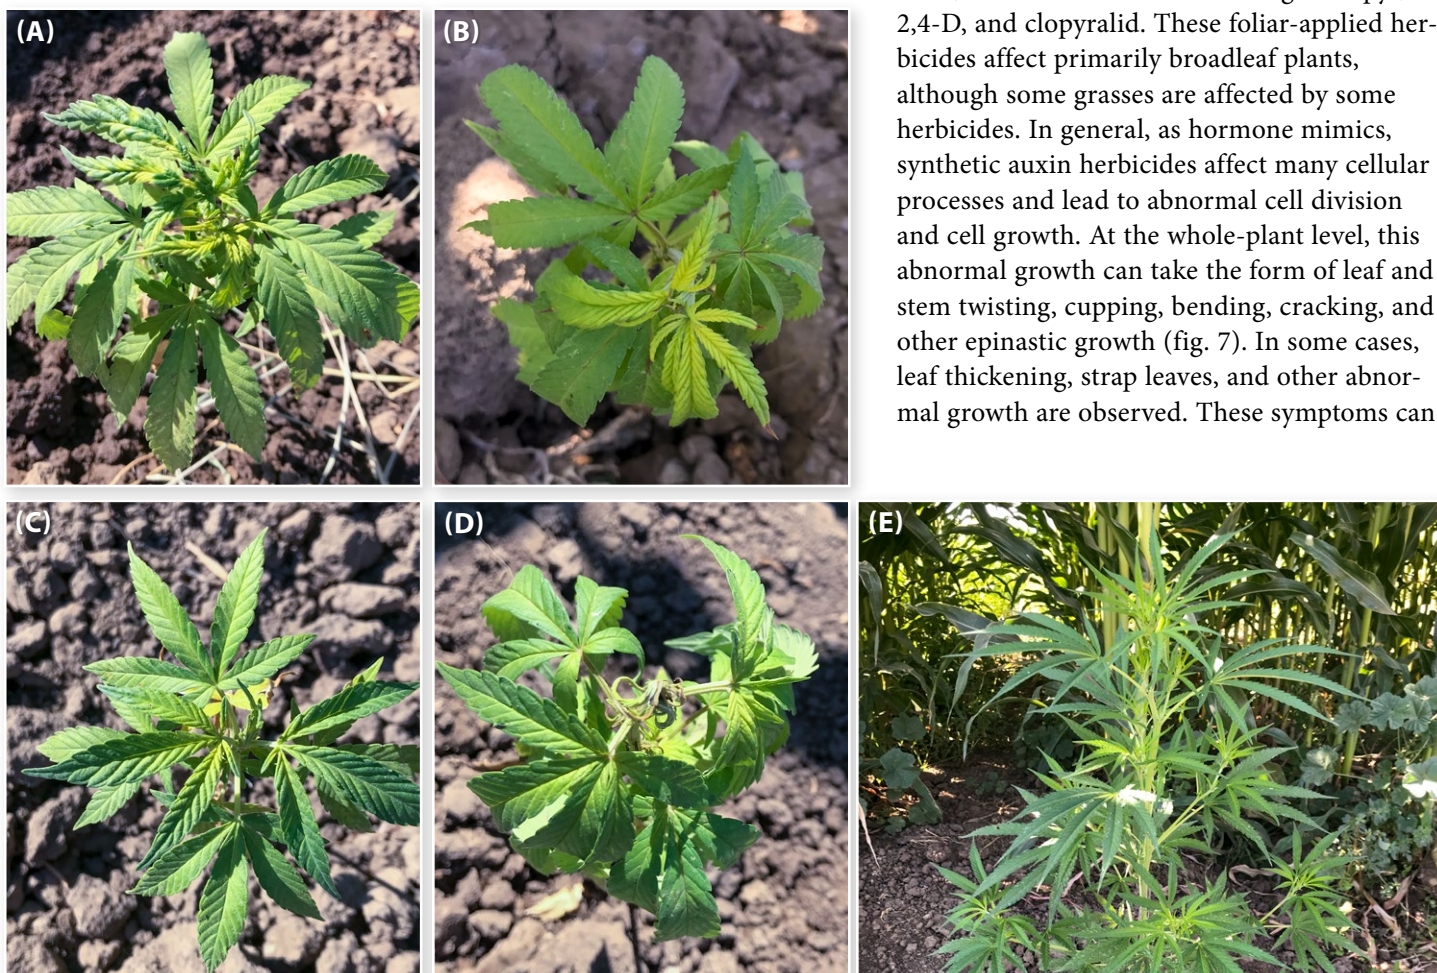 (A)
(B)
2,4-D, and clopyralid. These foliar-applied her-
bicides affect primarily broadleaf plants,
although some grasses are affected by some
herbicides. In general, as hormone mimics,
synthetic auxin herbicides affect many cellular
processes and lead to abnormal cell division
and cell growth. At the whole-plant level, this
abnormal growth can take the form of leaf and
stem twisting, cupping, bending, cracking, and
other epinastic growth (fig. 7). In some cases,
leaf thickening, strap leaves, and other abnor-
mal growth are observed. These symptoms can
(C)
(D)
(E)